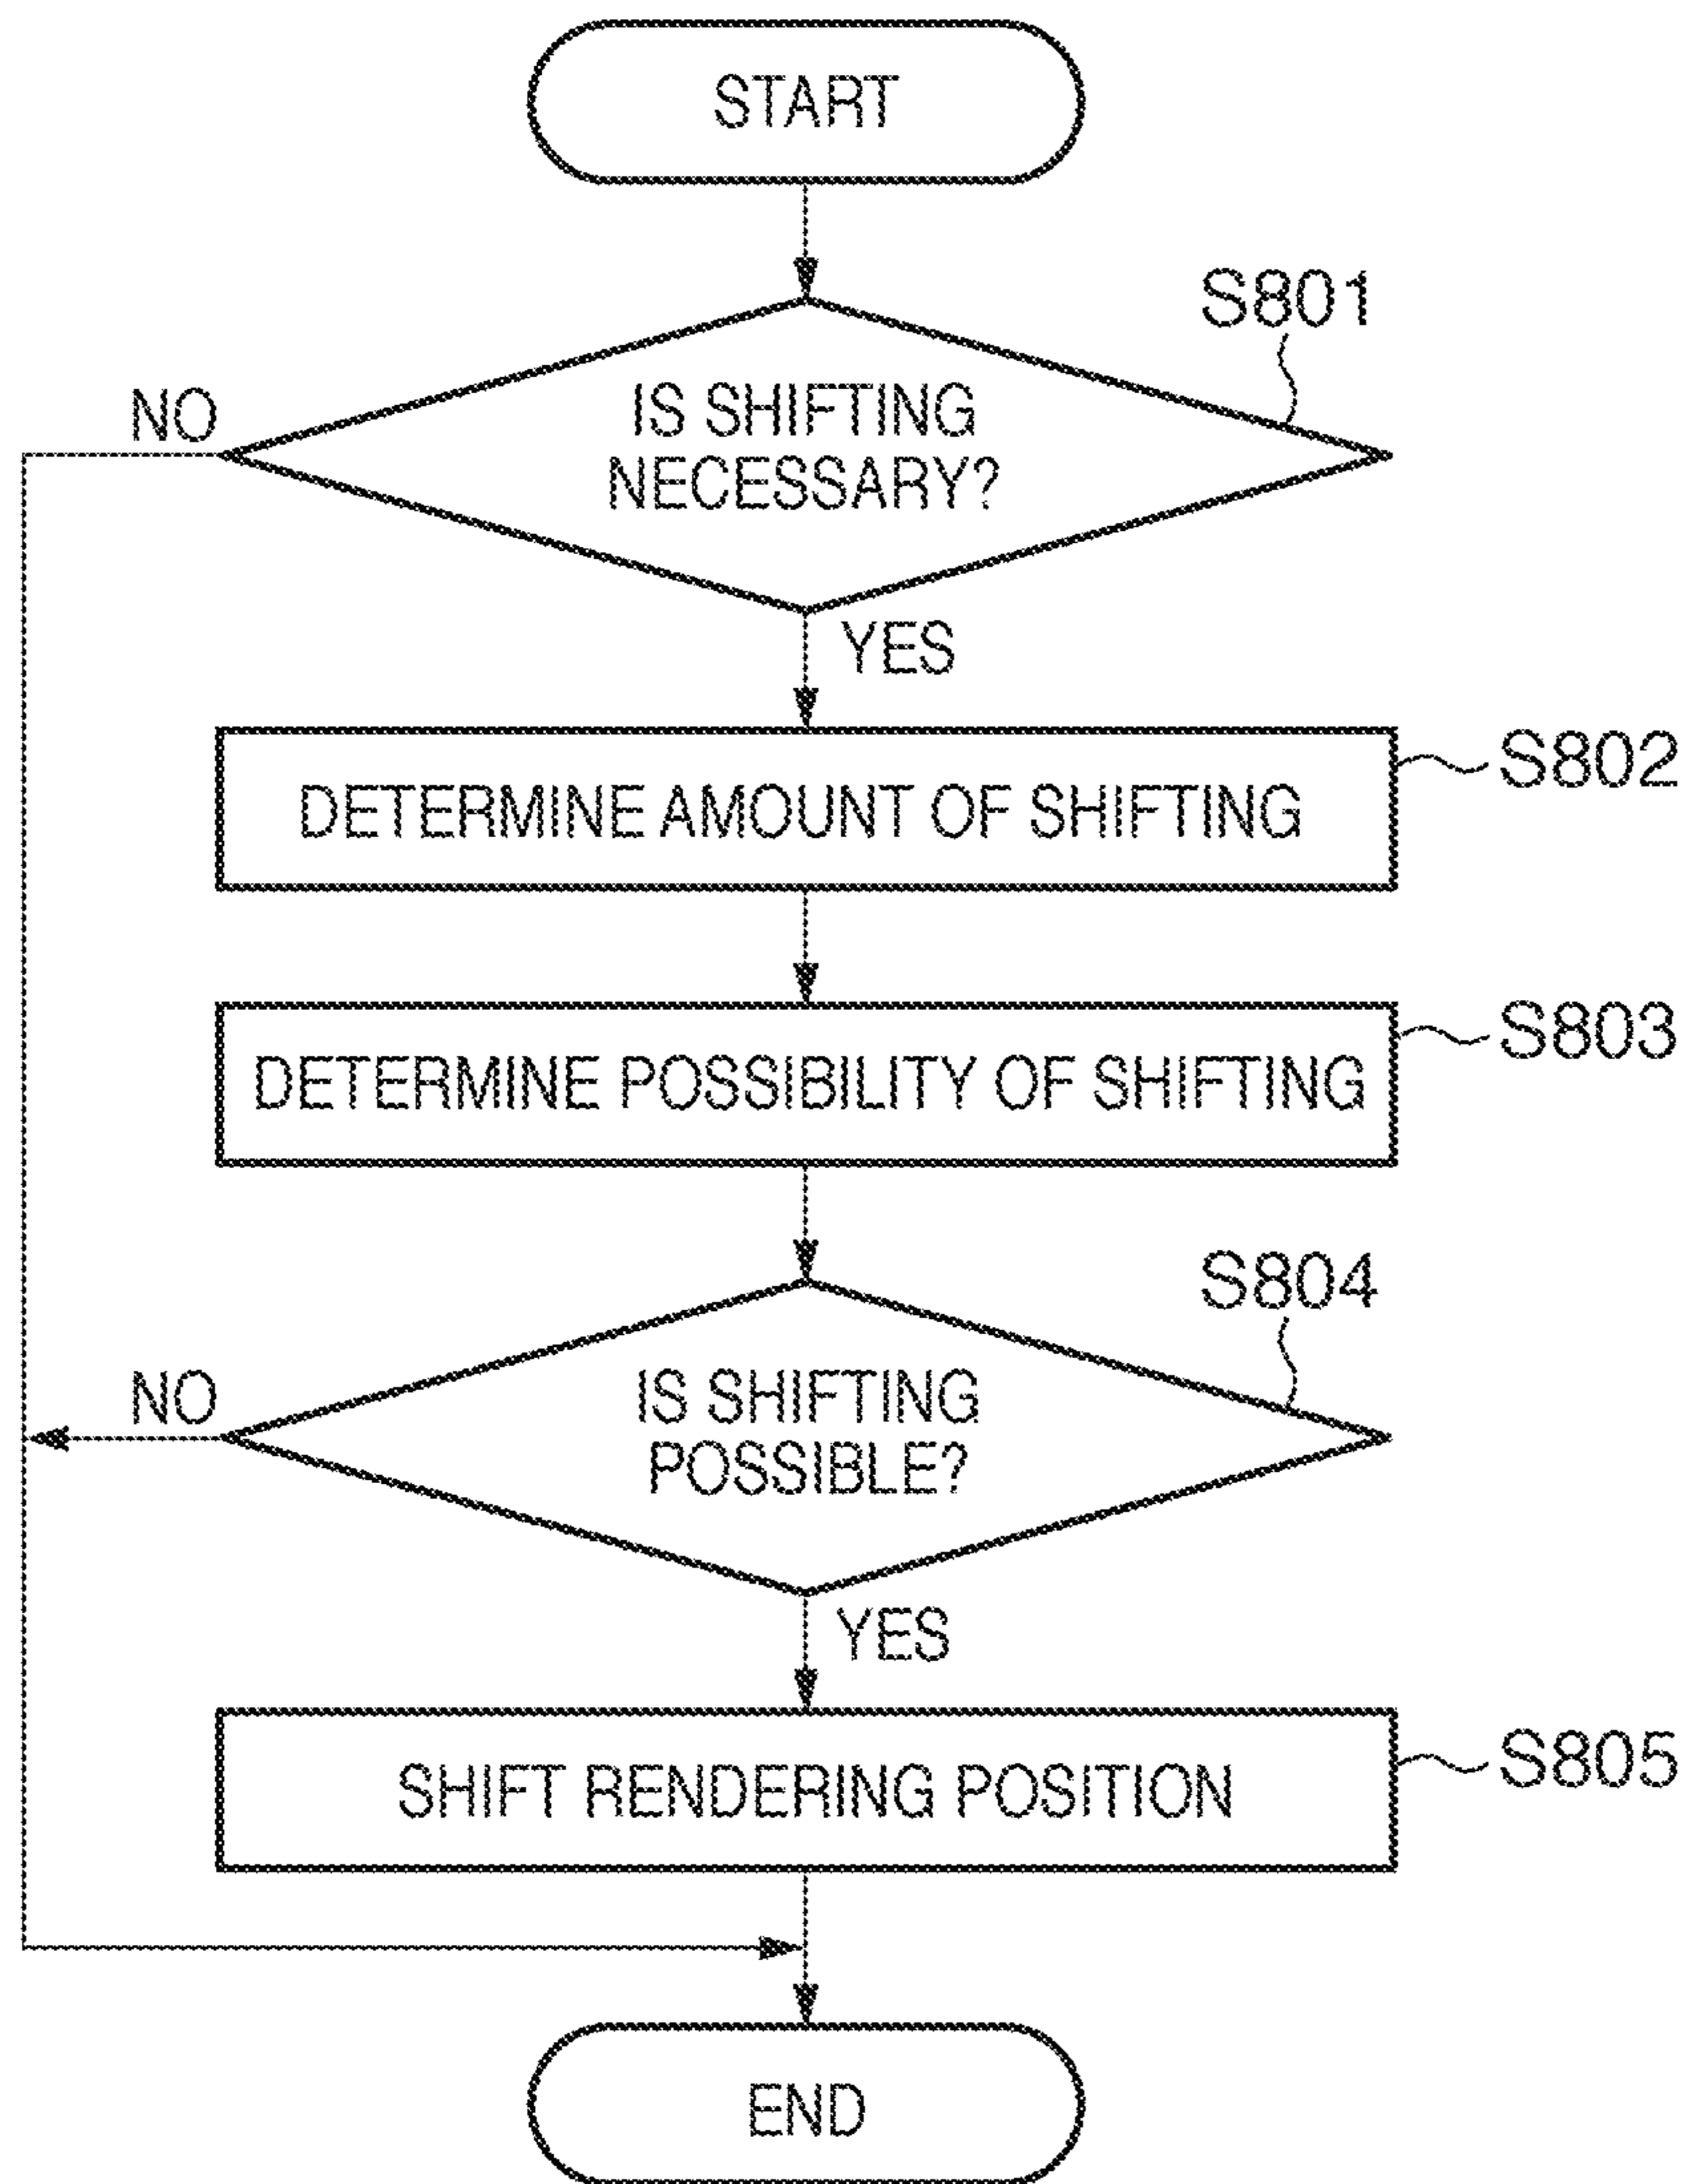 START
S801
NO
IS SHIFTING
NECESSARY?
YES
DETERMINE AMOUNT OF SHIFTING
S802
DETERMINE POSSIBILITY OF SHIFTING
S803
S804
NO
IS SHIFTING
POSSIBLE?
YES
SHIFT RENDERING POSITION
S805
END